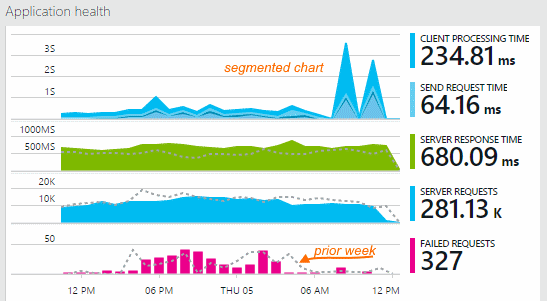 Application health
3S
2S
1S
segmented chart
CLIENT PROCESSING TIME
234.81 ms
SEND REQUEST TIME
64.16 ms
1000MS
500MS
SERVER RESPONSE TIME
680.09 ms
20K
10K
SERVER REQUESTS
281.13 K
50
prior week
FAILED REQUESTS
327
12 PM 06 PM THU 05 06 AM 12 PM